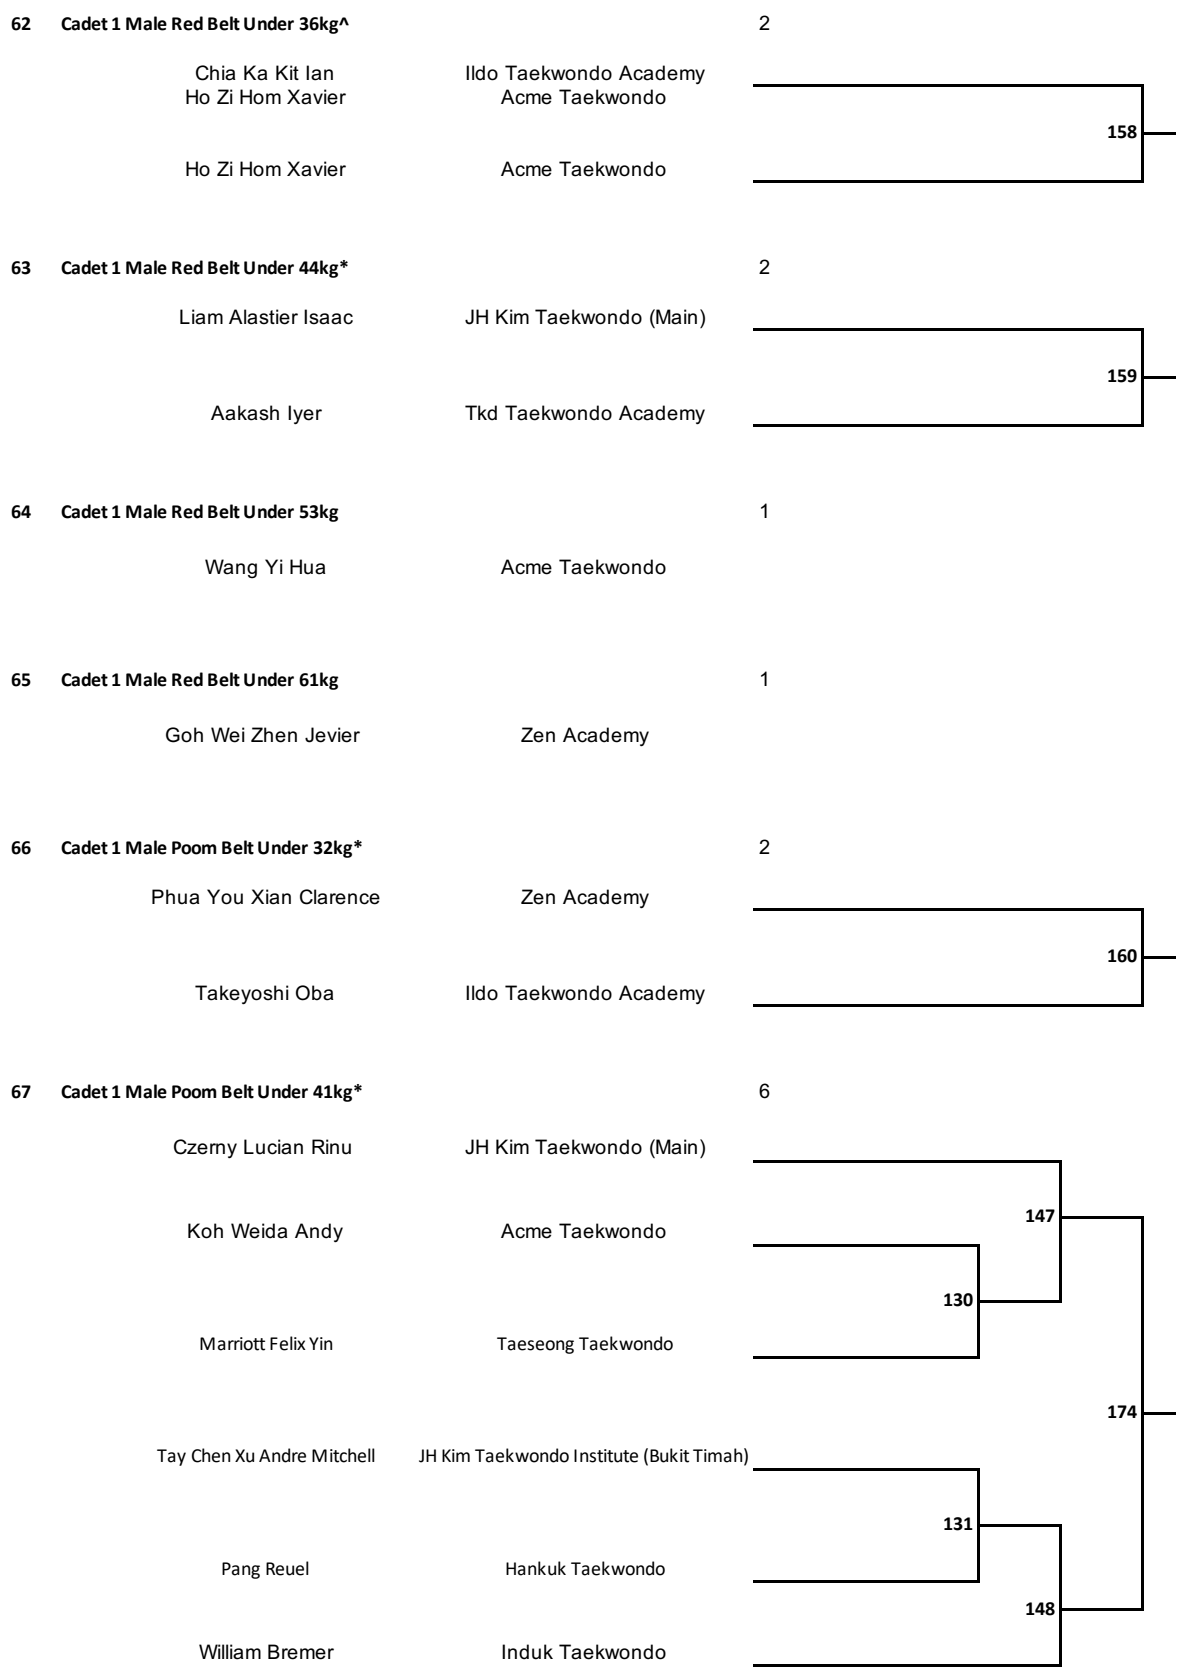 62 Cadet 1 Male Red Belt Under 36kg^ 2
Chia Ka Kit Ian Ildo Taekwondo Academy
Ho Zi Hom Xavier Acme Taekwondo
158
Ho Zi Hom Xavier Acme Taekwondo
63 Cadet 1 Male Red Belt Under 44kg* 2
Liam Alastier Isaac JH Kim Taekwondo (Main)
159
Aakash Iyer Tkd Taekwondo Academy
64 Cadet 1 Male Red Belt Under 53kg 1
Wang Yi Hua Acme Taekwondo
65 Cadet 1 Male Red Belt Under 61kg 1
Goh Wei Zhen Jevier Zen Academy
66 Cadet 1 Male Poom Belt Under 32kg* 2
Phua You Xian Clarence Zen Academy
160
Takeyoshi Oba Ildo Taekwondo Academy
67 Cadet 1 Male Poom Belt Under 41kg* 6
Czerny Lucian Rinu JH Kim Taekwondo (Main)
147
Koh Weida Andy Acme Taekwondo
130
Marriott Felix Yin Taeseong Taekwondo
174
Tay Chen Xu Andre Mitchell JH Kim Taekwondo Institute (Bukit Timah)
131
Pang Reuel Hankuk Taekwondo
148
William Bremer Induk Taekwondo